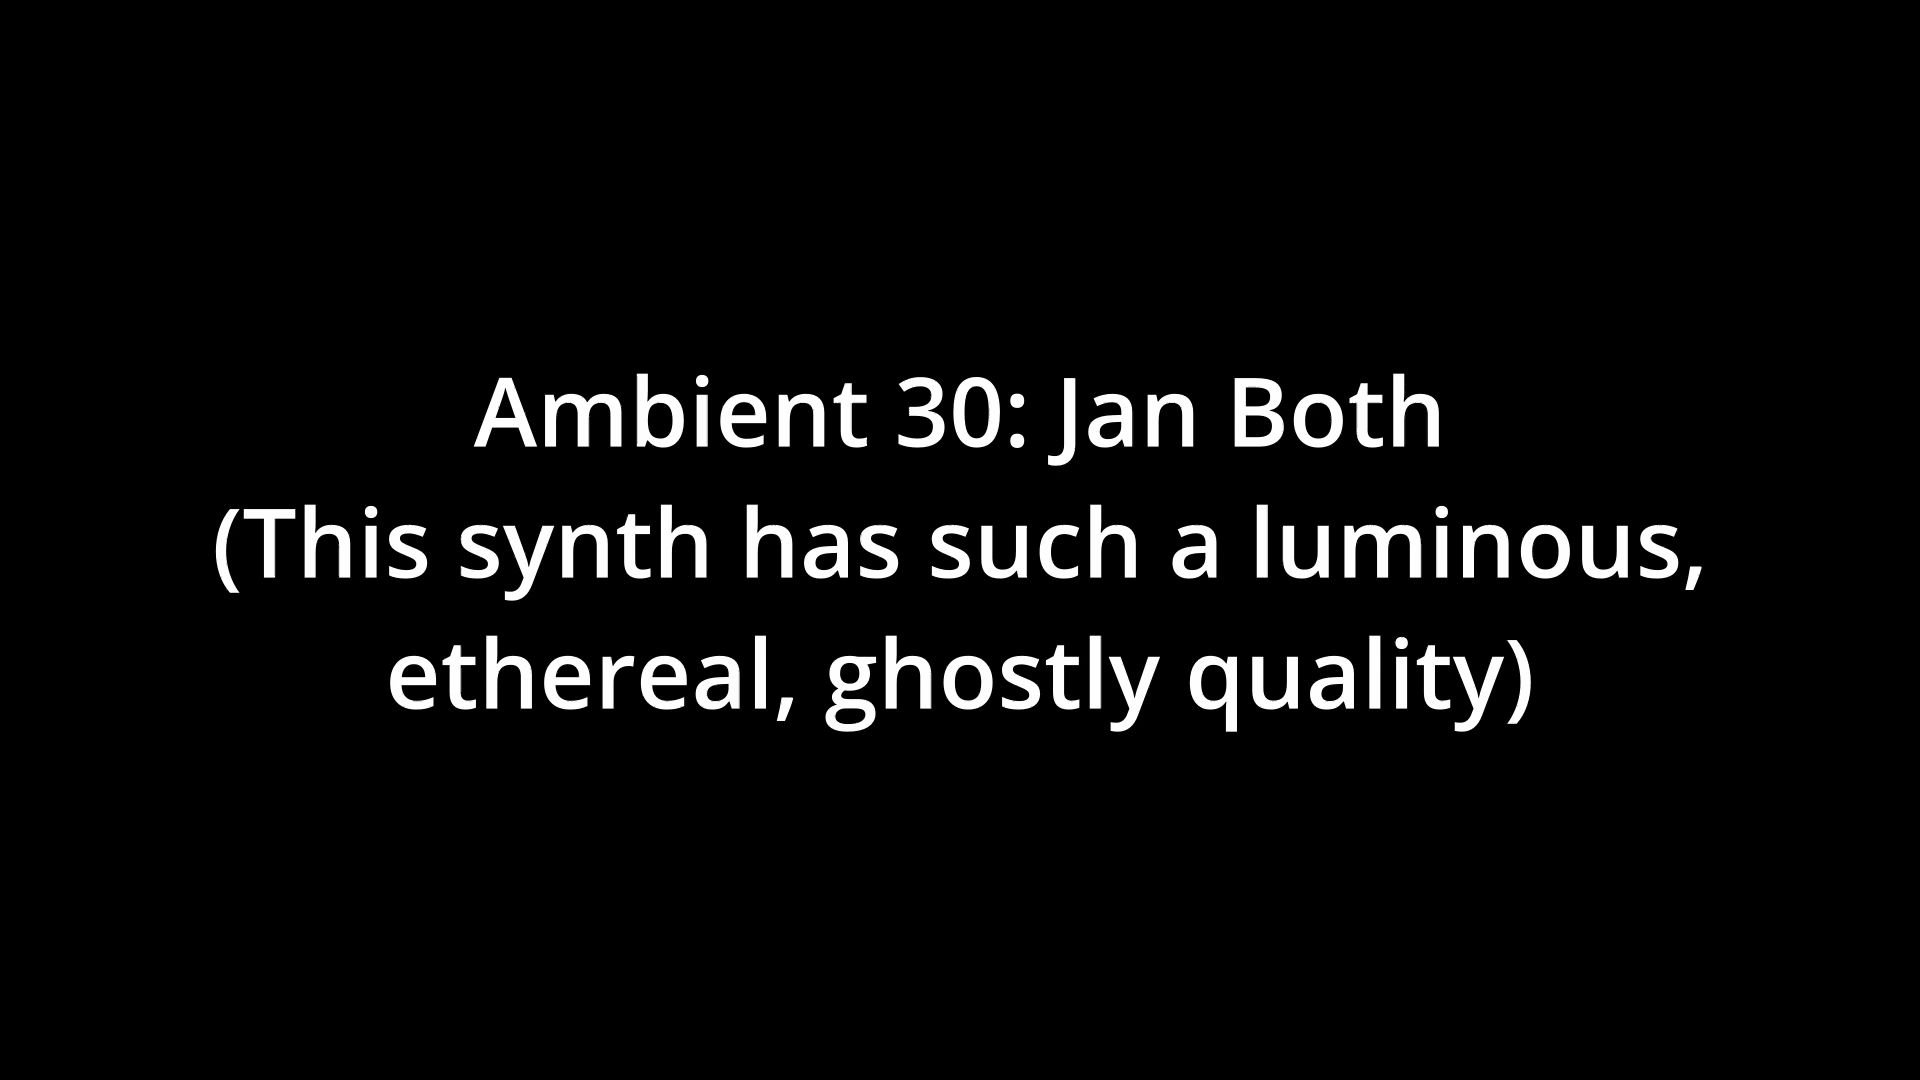 Ambient 30: Jan Both
(This synth has such a luminous,
ethereal, ghostly quality)